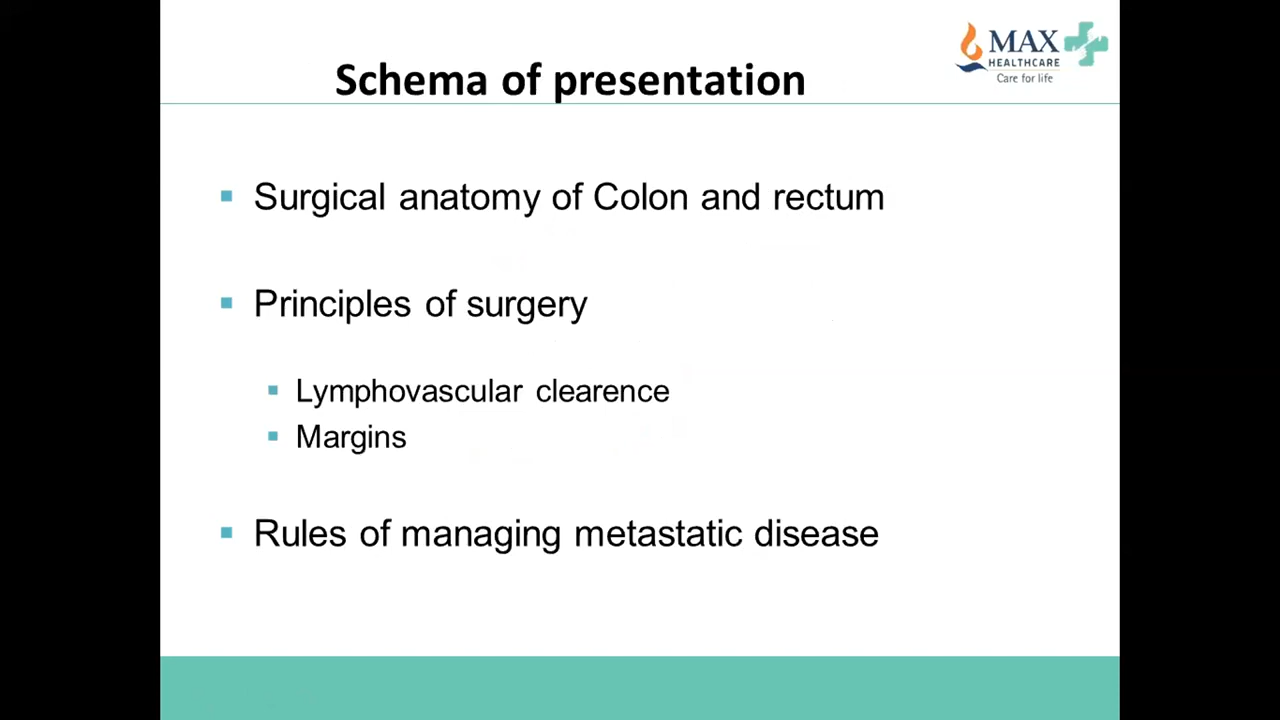 MAX
HEALTHCARE
Care for life
Schema of presentation
Surgical anatomy of Colon and rectum
Principles of surgery
Lymphovascular clearence
Margins
Rules of managing metastatic disease